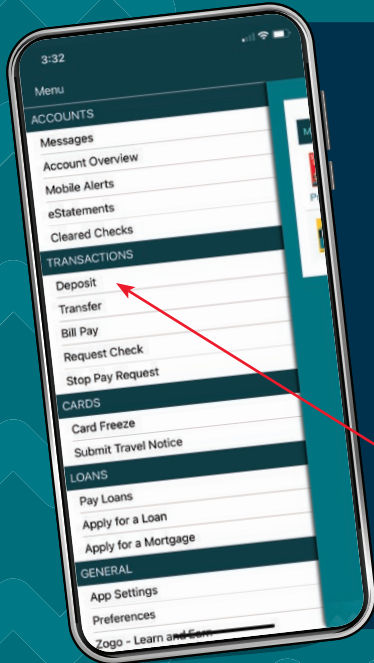 3:32
Menu
ACCOUNTS
Messages
Account Overview
Mobile Alerts
eStatements
Cleared Checks
TRANSACTIONS
Deposit
Transfer
Bill Pay
Request Check
Stop Pay Request
CARDS
Card Freeze
Submit Travel Notice
LOANS
Pay Loans
Apply for a Loan
Apply for a Mortgage
GENERAL
App Settings
Preferences
Zogo - Learn and Earn